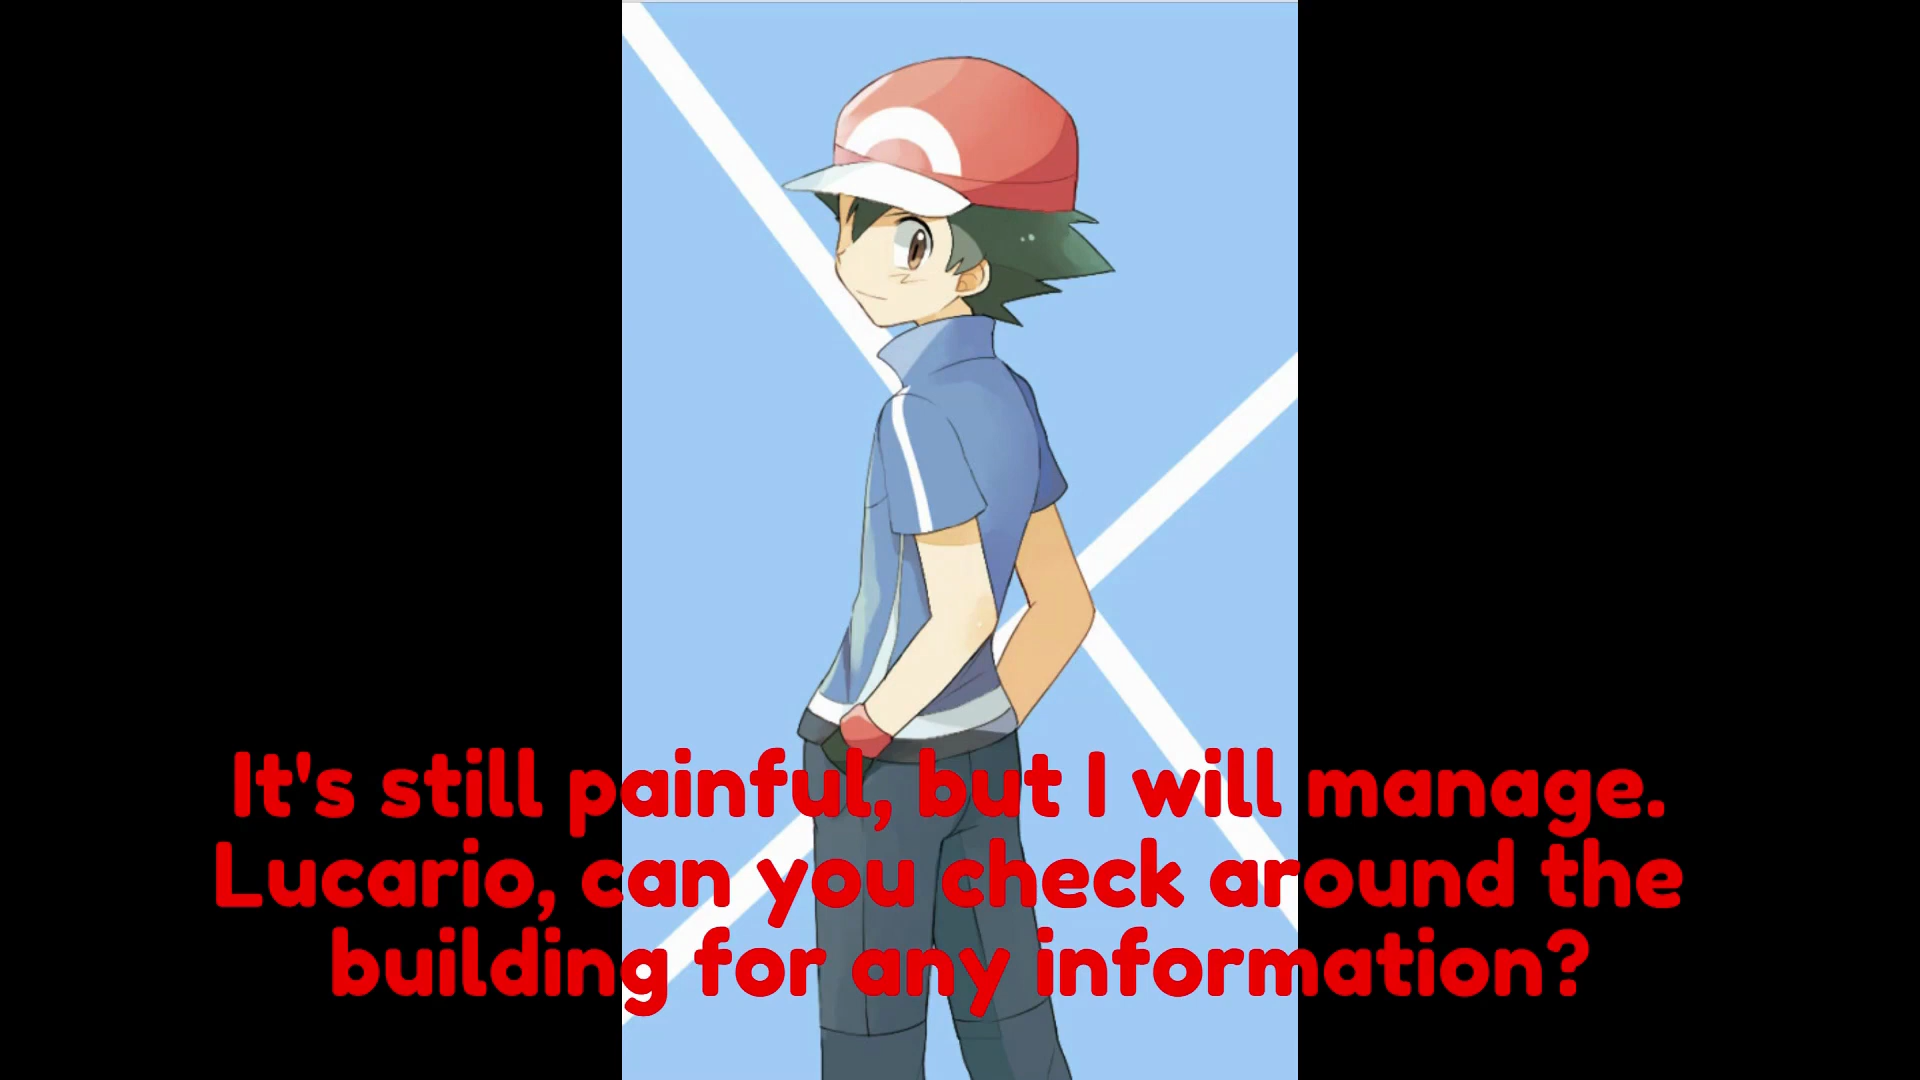 It's still painful, but I will manage.
Lucario, can you check around the
building for any information?